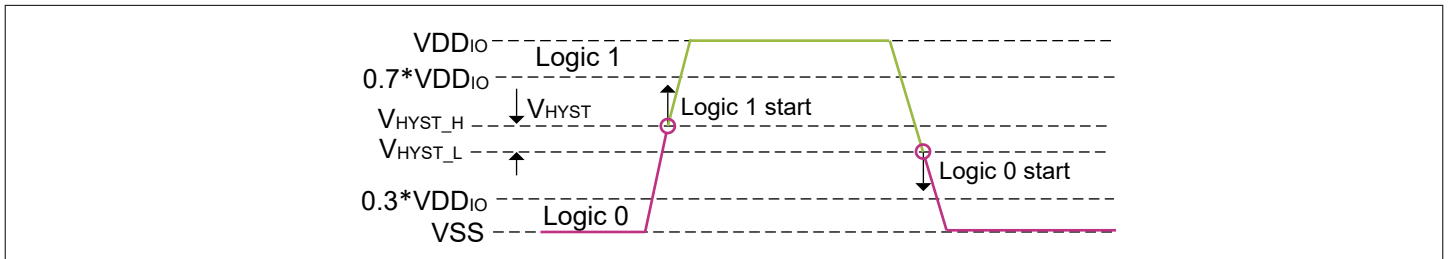 VDDIO
Logic 1
0.7*VDDIO
VHYST
Logic 1 start
VHYST_H
VHYST_L
Logic 0 start
0.3*VDDIO
Logic 0
VSS